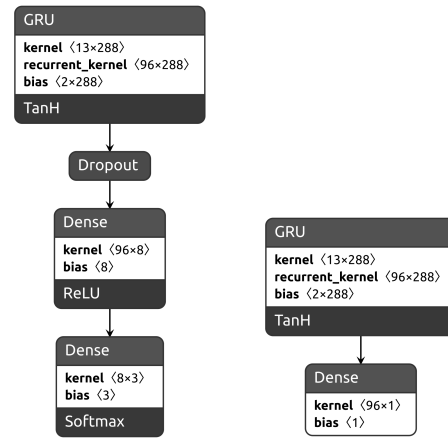 GRU
kernel 〈13×288〉
recurrent_kernel 〈96×288〉
bias 〈2×288〉
TanH
Dropout
Dense
kernel 〈96×8〉
bias 〈8〉
ReLU
Dense
kernel 〈8×3〉
bias 〈3〉
Softmax
GRU
kernel 〈13×288〉
recurrent_kernel 〈96×288〉
bias 〈2×288〉
TanH
Dense
kernel 〈96×1〉
bias 〈1〉